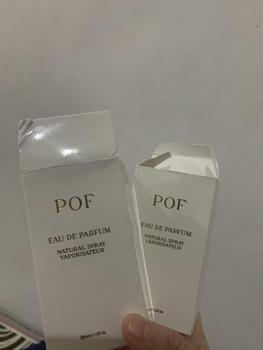 POF
EAU DE PARFUM
NATURAL SPRAY
VAPORISATEUR
POF
EAU DE PARFUM
NATURAL SPRAY
VAPORISATEUR